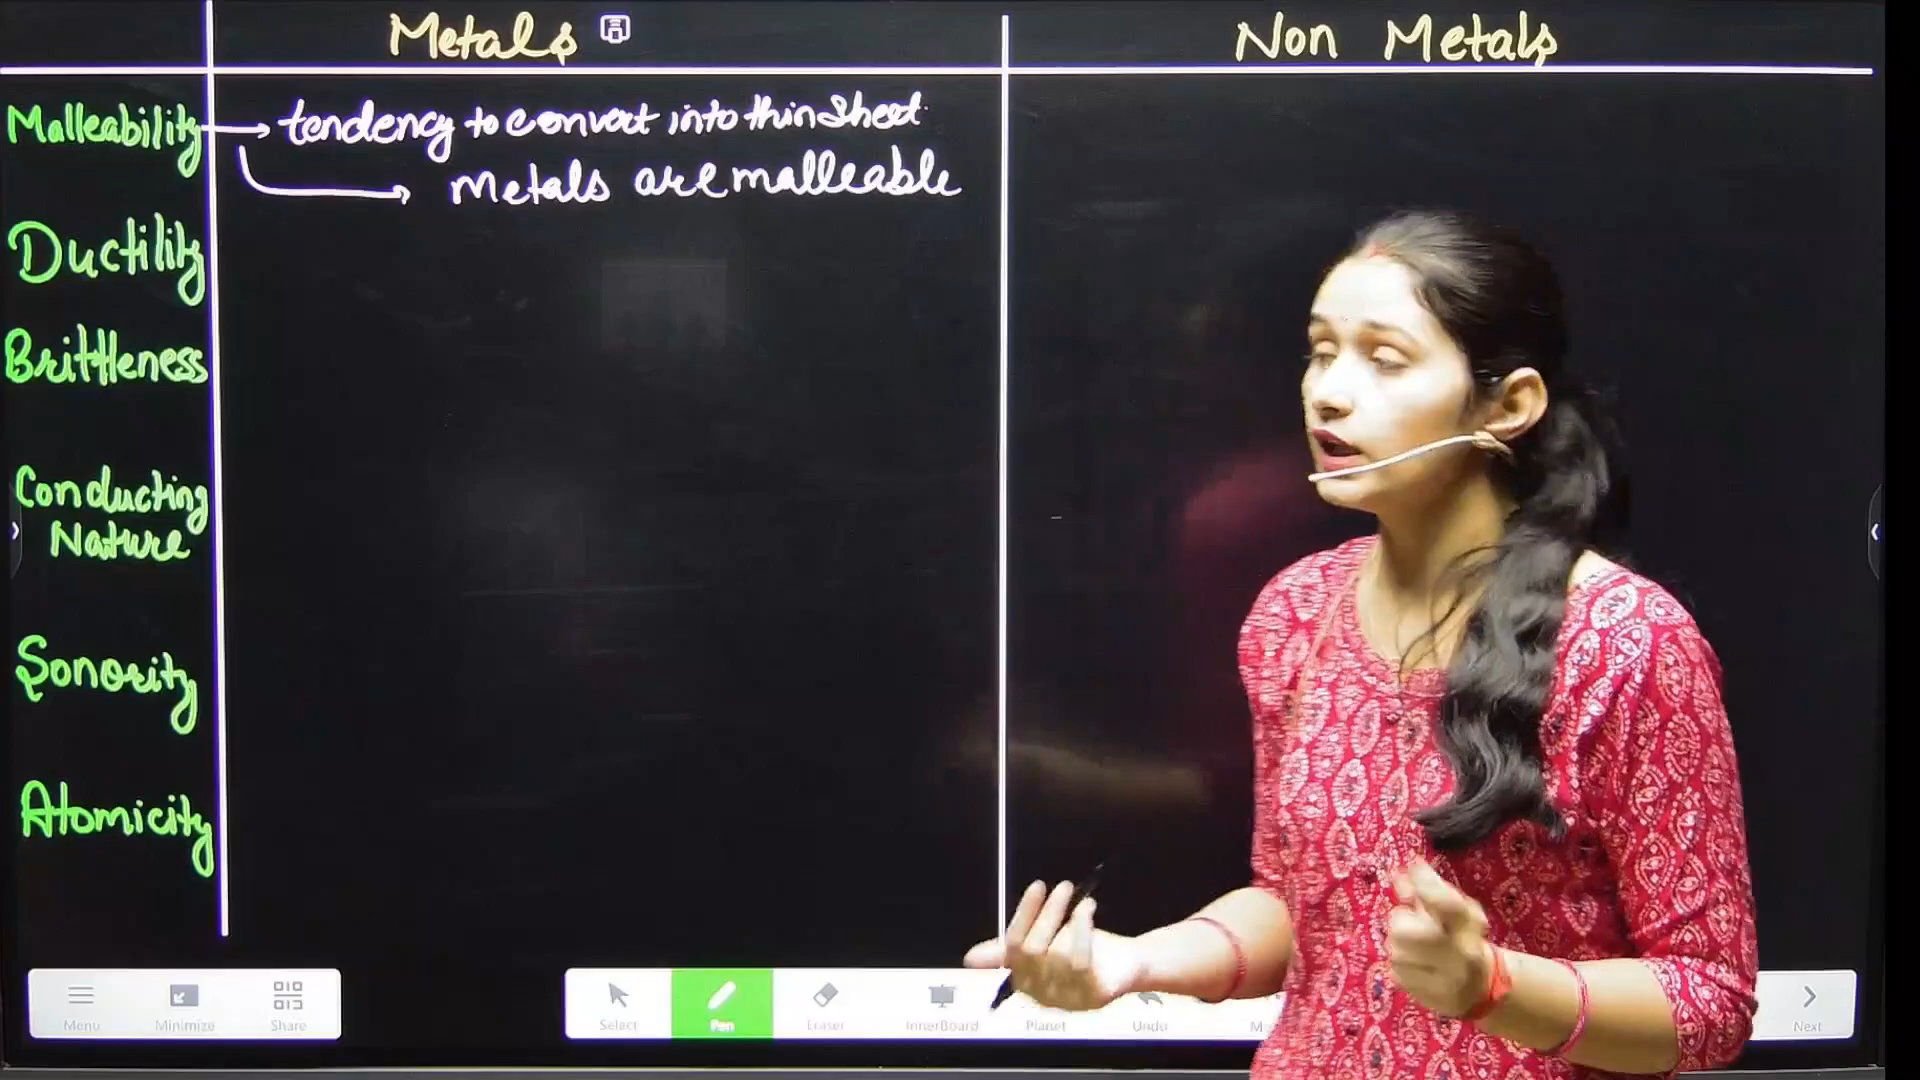 Metals
Non Metals
Malleability → tendency to convert into thin sheet.
→ Metals are malleable
Ductility
Brittleness
Conducting
Nature
Sonority
Atomicity
Menu
Minimize
Share
Select
Pen
Eraser
InnerBoard
Planet
Undo
Next